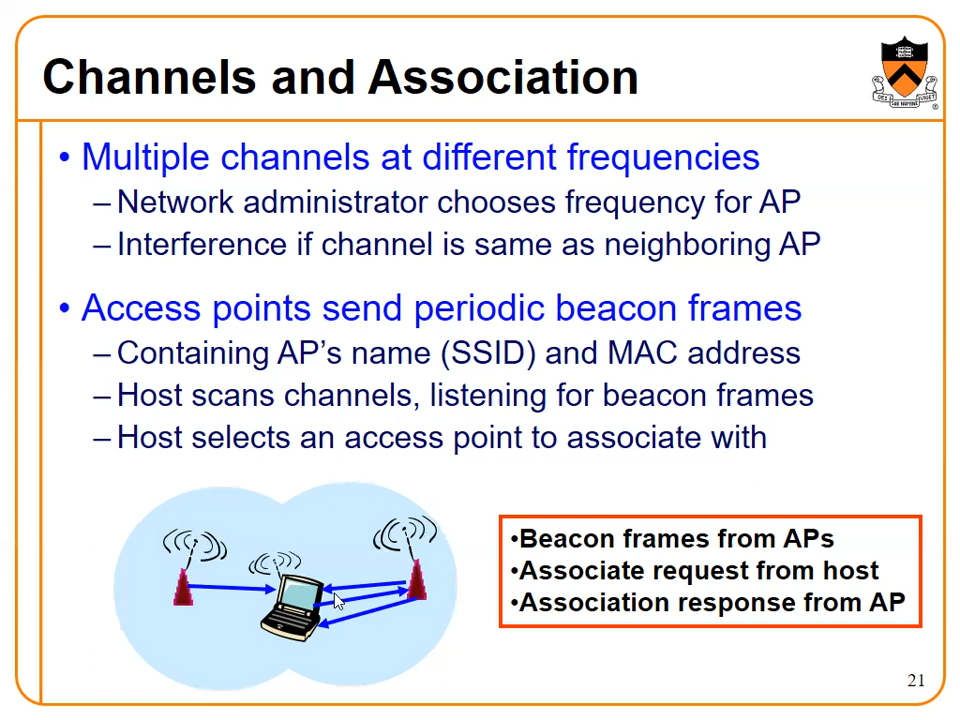 Channels and Association
• Multiple channels at different frequencies
– Network administrator chooses frequency for AP
– Interference if channel is same as neighboring AP
• Access points send periodic beacon frames
– Containing AP’s name (SSID) and MAC address
– Host scans channels, listening for beacon frames
– Host selects an access point to associate with
•Beacon frames from APs
•Associate request from host
•Association response from AP
21